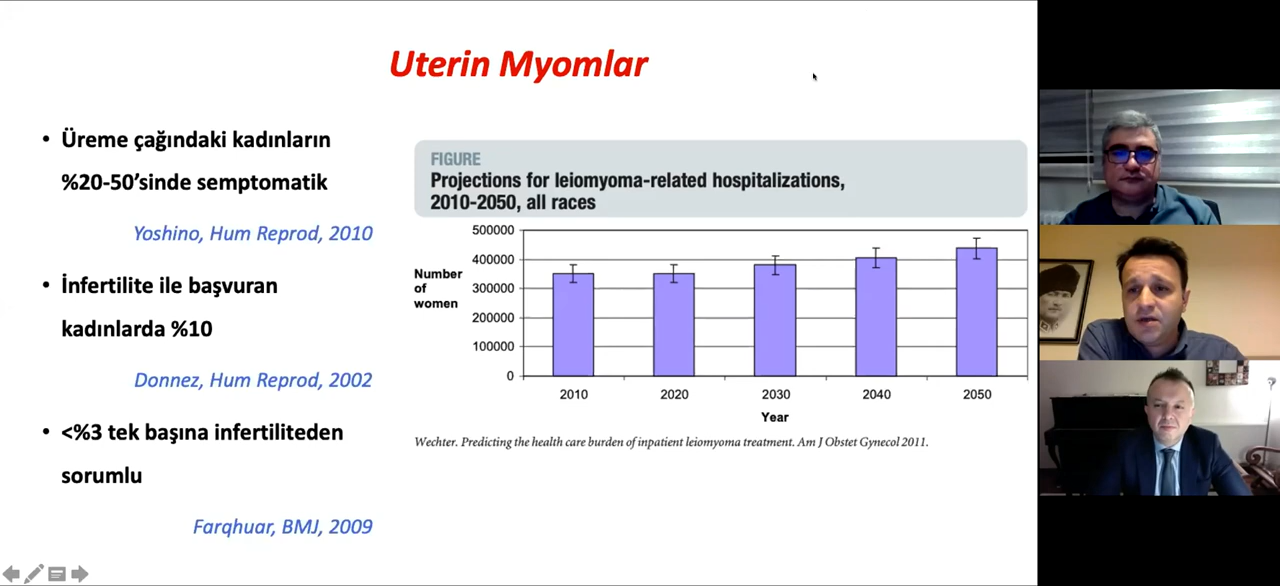 Uterin Myomlar
• Üreme çağındaki kadınların
%20-50’sinde semptomatik
Yoshino, Hum Reprod, 2010
• İnfertilite ile başvuran
kadınlarda %10
Donnez, Hum Reprod, 2002
• <%3 tek başına infertiliteden
sorumlu
Farqhuar, BMJ, 2009
FIGURE
Projections for leiomyoma-related hospitalizations,
2010-2050, all races
Number
of
women
500000
400000
300000
200000
100000
0
2010 2020 2030 2040 2050
Year
Wechter. Predicting the health care burden of inpatient leiomyoma treatment. Am J Obstet Gynecol 2011.